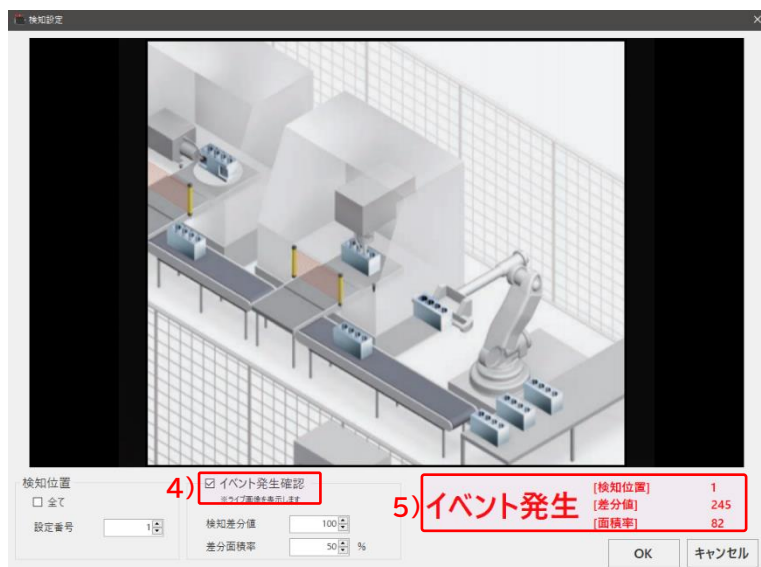 検知設定
検知位置
全て
設定番号 1
4)
イベント発生確認
※ライブ画像を表示します
検知差分値 100
差分面積率 50 %
5)
イベント発生
[検知位置] 1
[差分値] 245
[面積率] 82
OK キャンセル